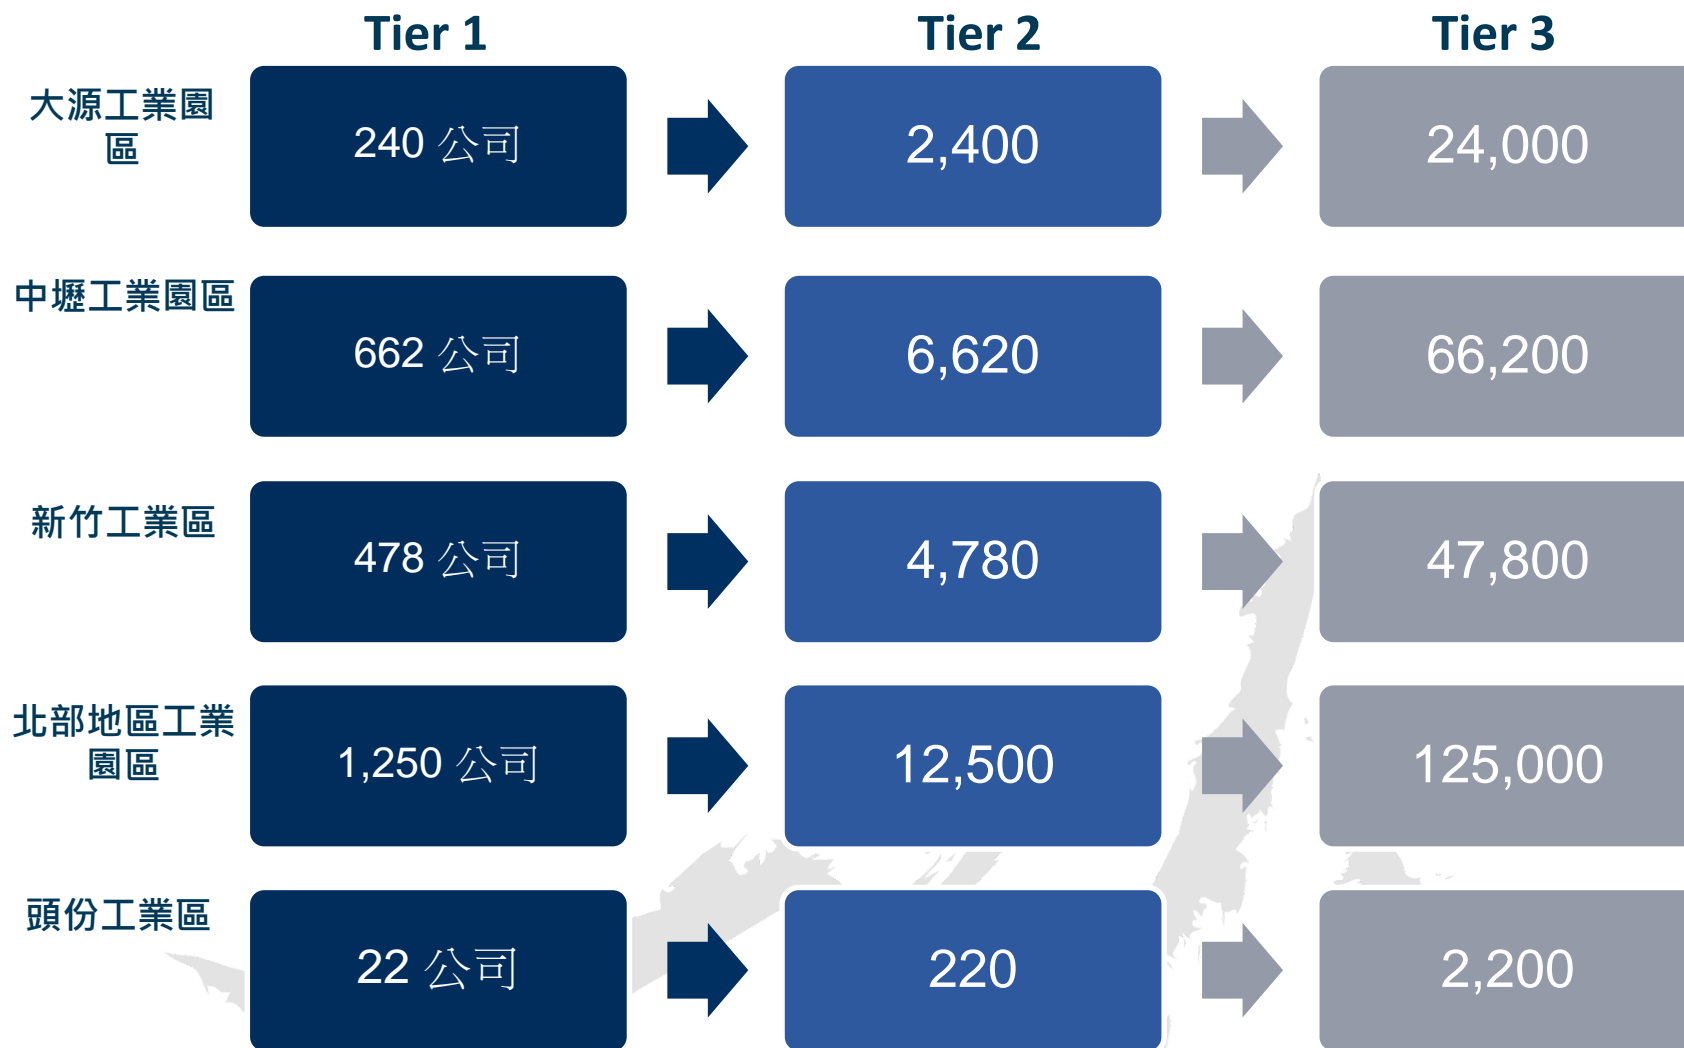 Tier 1
Tier 2
Tier 3
大源工業園
區
240 公司
2,400
24,000
中壢工業園區
662 公司
6,620
66,200
新竹工業區
478 公司
4,780
47,800
北部地區工業
園區
1,250 公司
12,500
125,000
頭份工業區
22 公司
220
2,200